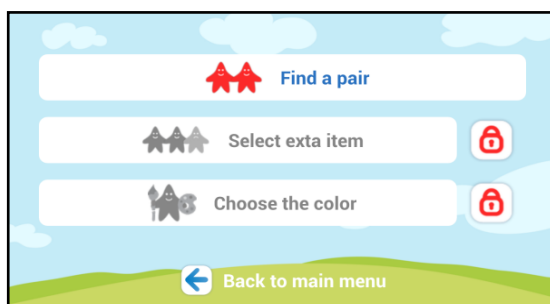 Find a pair
Select exta item
Choose the color
Back to main menu